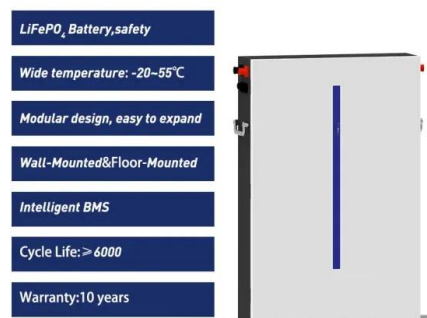 LiFePO₄ Battery,safety
Wide temperature: -20~55℃
Modular design, easy to expand
Wall-Mounted&Floor-Mounted
Intelligent BMS
Cycle Life:≥6000
Warranty:10 years